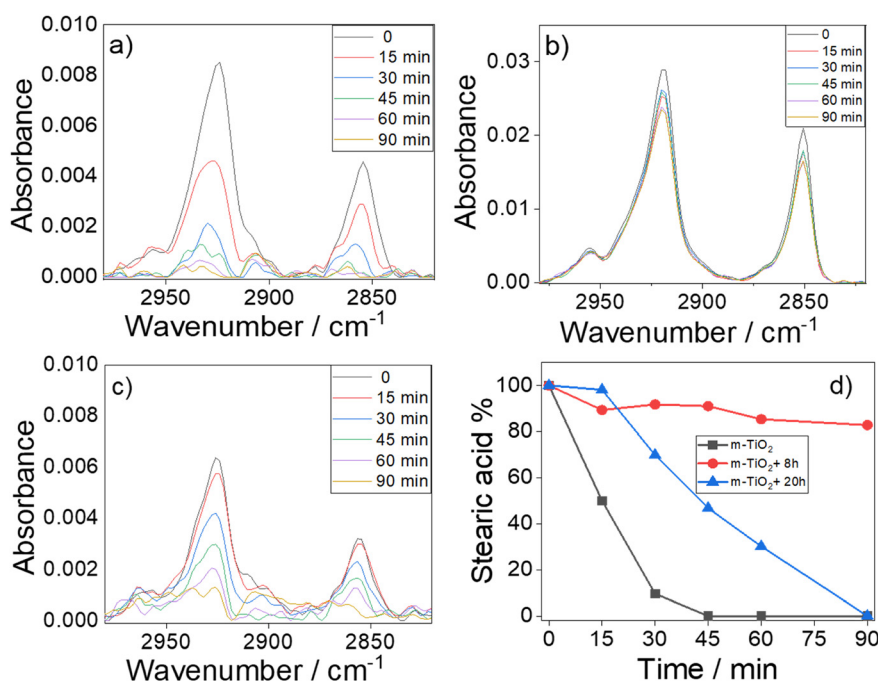 a)
0.010
0.008
0.006
0.004
0.002
0.000
Absorbance
0
15 min
30 min
45 min
60 min
90 min
2950
2900
2850
Wavenumber / cm⁻¹
b)
0.03
0.02
0.01
0.00
Absorbance
0
15 min
30 min
45 min
60 min
90 min
2950
2900
2850
Wavenumber / cm⁻¹
c)
0.010
0.008
0.006
0.004
0.002
0.000
Absorbance
0
15 min
30 min
45 min
60 min
90 min
2950
2900
2850
Wavenumber / cm⁻¹
d)
100
80
60
40
20
0
Stearic acid %
m-TiO₂
m-TiO₂+ 8h
m-TiO₂+ 20h
0
15
30
45
60
75
90
Time / min